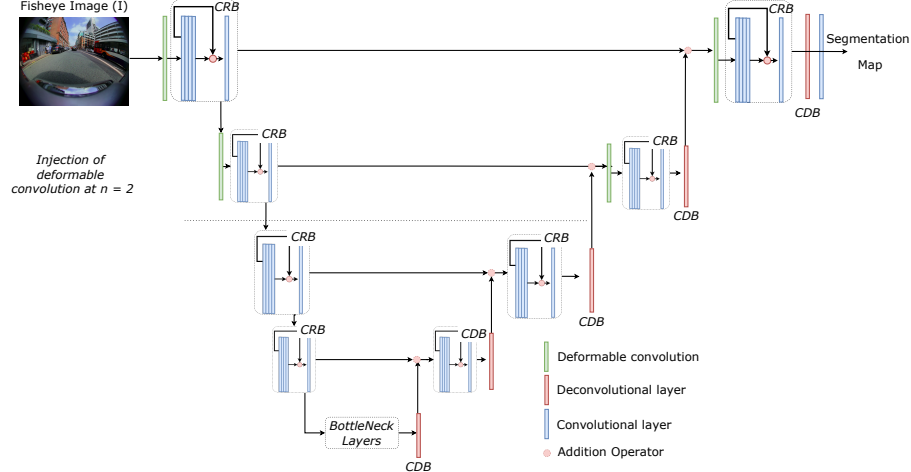 Fisheye Image (I)
CRB
CRB
Segmentation
Map
CDB
CRB
CRB
Injection of
deformable
convolution at n = 2
CDB
CRB
CRB
CDB
CRB
CDB
BottleNeck
Layers
CDB
Deformable convolution
Deconvolutional layer
Convolutional layer
Addition Operator